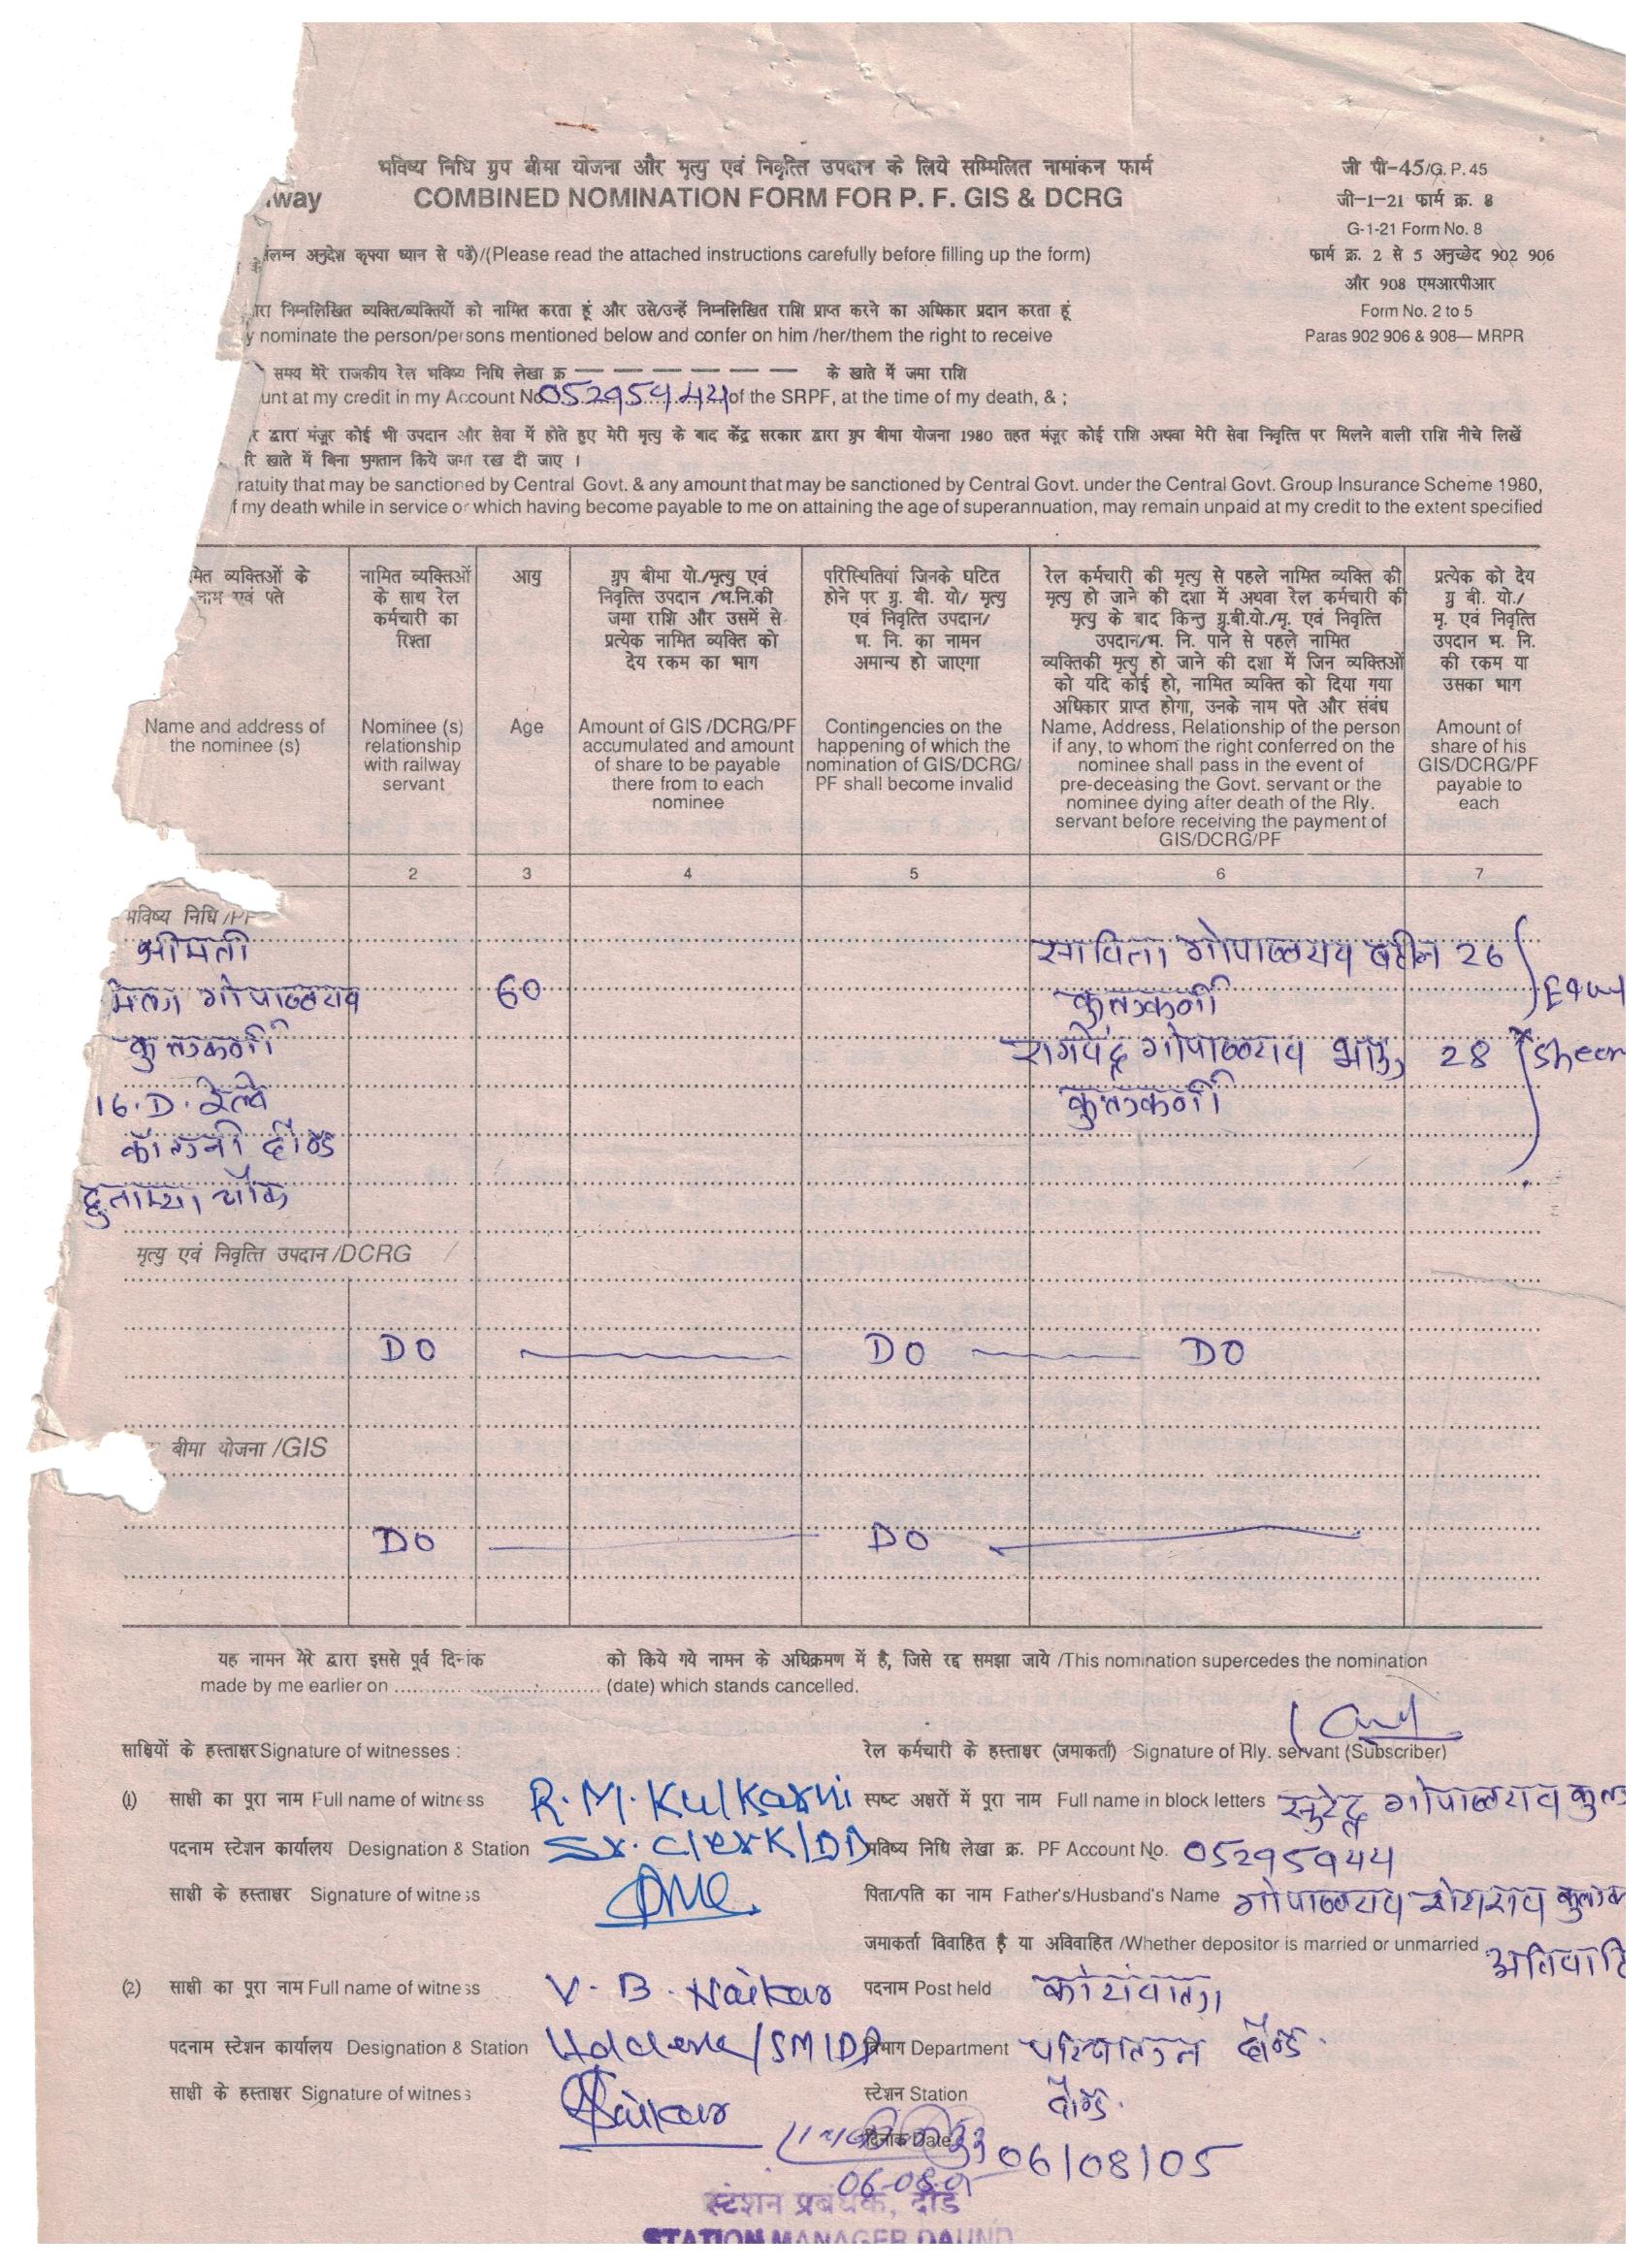 भविष्य निधि ग्रुप बीमा योजना और मृत्यु एवं निवृत्ति उपदान के लिये सम्मिलित नामांकन फार्म
जी पी-45/G. P. 45
way COMBINED NOMINATION FORM FOR P. F. GIS & DCRG
जी-1-21 फार्म क्र. 8
G-1-21 Form No. 8
अनुदेश कृपया ध्यान से पढें)/(Please read the attached instructions carefully before filling up the form)
फार्म क्र. 2 से 5 अनुच्छेद 902 906
और 908 एमआरपीआर
निम्नलिखित व्यक्ति/व्यक्तियों को नामित करता हूं और उसे/उन्हें निम्नलिखित राशि प्राप्त करने का अधिकार प्रदान करता हूं
Form No. 2 to 5
y nominate the person/persons mentioned below and confer on him /her/them the right to receive
Paras 902 906 & 908— MRPR
समय मेरे राजकीय रेल भविष्य निधि लेखा क्र — — — — — — — के खाते में जमा राशि
unt at my credit in my Account No 05295944 of the SRPF, at the time of my death, & ;
द्वारा मंजूर कोई भी उपदान और सेवा में होते हुए मेरी मृत्यु के बाद केंद्र सरकार द्वारा ग्रुप बीमा योजना 1980 तहत मंजूर कोई राशि अथवा मेरी सेवा निवृत्ति पर मिलने वाली राशि नीचे लिखें
खाते में बिना भुगतान किये जमा रख दी जाए ।
ratuity that may be sanctioned by Central Govt. & any amount that may be sanctioned by Central Govt. under the Central Govt. Group Insurance Scheme 1980,
f my death while in service or which having become payable to me on attaining the age of superannuation, may remain unpaid at my credit to the extent specified
मित व्यक्तिओं के
नाम एवं पते
नामित व्यक्तिओं
के साथ रेल
कर्मचारी का
रिश्ता
आयु
ग्रुप बीमा यो./मृत्यु एवं
निवृत्ति उपदान /भ.नि.की
जमा राशि और उसमें से
प्रत्येक नामित व्यक्ति को
देय रकम का भाग
परिस्थितियां जिनके घटित
होने पर ग्रु. बी. यो/ मृत्यु
एवं निवृत्ति उपदान/
भ. नि. का नामन
अमान्य हो जाएगा
रेल कर्मचारी की मृत्यु से पहले नामित व्यक्ति की
मृत्यु हो जाने की दशा में अथवा रेल कर्मचारी की
मृत्यु के बाद किन्तु ग्रु.बी.यो./मृ. एवं निवृत्ति
उपदान/भ. नि. पाने से पहले नामित
व्यक्तिकी मृत्यु हो जाने की दशा में जिन व्यक्तिओं
को यदि कोई हो, नामित व्यक्ति को दिया गया
अधिकार प्राप्त होगा, उनके नाम पते और संबंध
प्रत्येक को देय
ग्रु बी. यो./
मृ. एवं निवृत्ति
उपदान भ. नि.
की रकम या
उसका भाग
Name and address of
the nominee (s)
Nominee (s)
relationship
with railway
servant
Age
Amount of GIS /DCRG/PF
accumulated and amount
of share to be payable
there from to each
nominee
Contingencies on the
happening of which the
nomination of GIS/DCRG/
PF shall become invalid
Name, Address, Relationship of the person
if any, to whom the right conferred on the
nominee shall pass in the event of
pre-deceasing the Govt. servant or the
nominee dying after death of the Rly.
servant before receiving the payment of
GIS/DCRG/PF
Amount of
share of his
GIS/DCRG/PF
payable to
each
2 3 4 5 6 7
भविष्य निधि /PF
श्रीमती
गोपाळराव
कुलकर्णी
16. D. रेल्वे
कॉलनी दौण्ड
हुतात्मा चौक
60
सविता गोपाळराव बहीण 26
कुलकर्णी
राघवेंद्र गोपाळराव भाऊ 28
कुलकर्णी
Equal
Sheer
मृत्यु एवं निवृत्ति उपदान /DCRG
DO DO DO
बीमा योजना /GIS
DO DO
यह नामन मेरे द्वारा इससे पूर्व दिनांक को किये गये नामन के अधिक्रमण में है, जिसे रद्द समझा जाये /This nomination supercedes the nomination
made by me earlier on .................................... (date) which stands cancelled.
साक्षियों के हस्ताक्षर Signature of witnesses :
रेल कर्मचारी के हस्ताक्षर (जमाकर्ता) Signature of Rly. servant (Subscriber)
(1) साक्षी का पूरा नाम Full name of witness R. M. Kulkarni
स्पष्ट अक्षरों में पूरा नाम Full name in block letters सुरेंद्र गोपाळराव कुल
पदनाम स्टेशन कार्यालय Designation & Station Sr. Clerk/DD
भविष्य निधि लेखा क्र. PF Account No. 05295944
साक्षी के हस्ताक्षर Signature of witness
पिता/पति का नाम Father's/Husband's Name गोपाळराव
जमाकर्ता विवाहित है या अविवाहित /Whether depositor is married or unmarried अविवाहि
(2) साक्षी का पूरा नाम Full name of witness V. B. Naikar
पदनाम Post held काटेवाला
पदनाम स्टेशन कार्यालय Designation & Station
विभाग Department परिचालन दौण्ड.
साक्षी के हस्ताक्षर Signature of witness Naikar
स्टेशन Station दौण्ड.
दिनांक Date 06/08/05
06-08-05
स्टेशन प्रबंधक, दौंड
STATION MANAGER DAUND